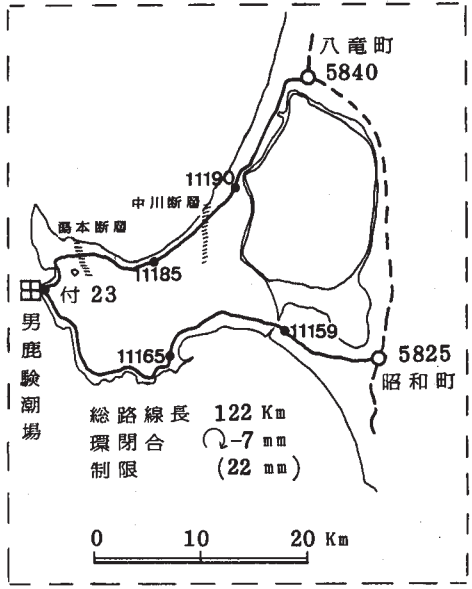 八竜町
5840
11190
中川断層
湯本断層
11185
付 23
男鹿験潮場
11159
11165
5825
昭和町
総路線長 122 Km
環閉合 -7 mm
制限 (22 mm)
0 10 20 Km